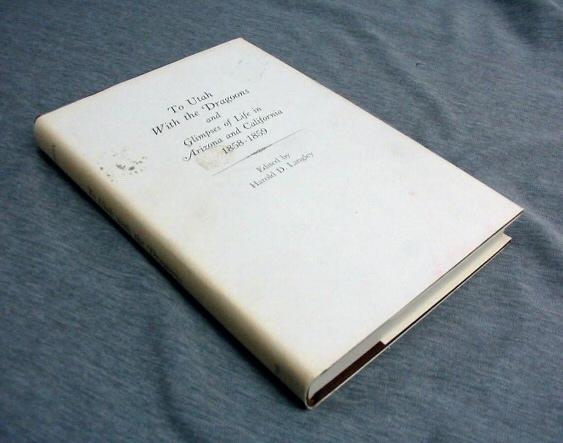 To Utah
With the Dragoons
and
Glimpses of Life in
Arizona and California
1858-1859
Edited by
Harold D. Langley